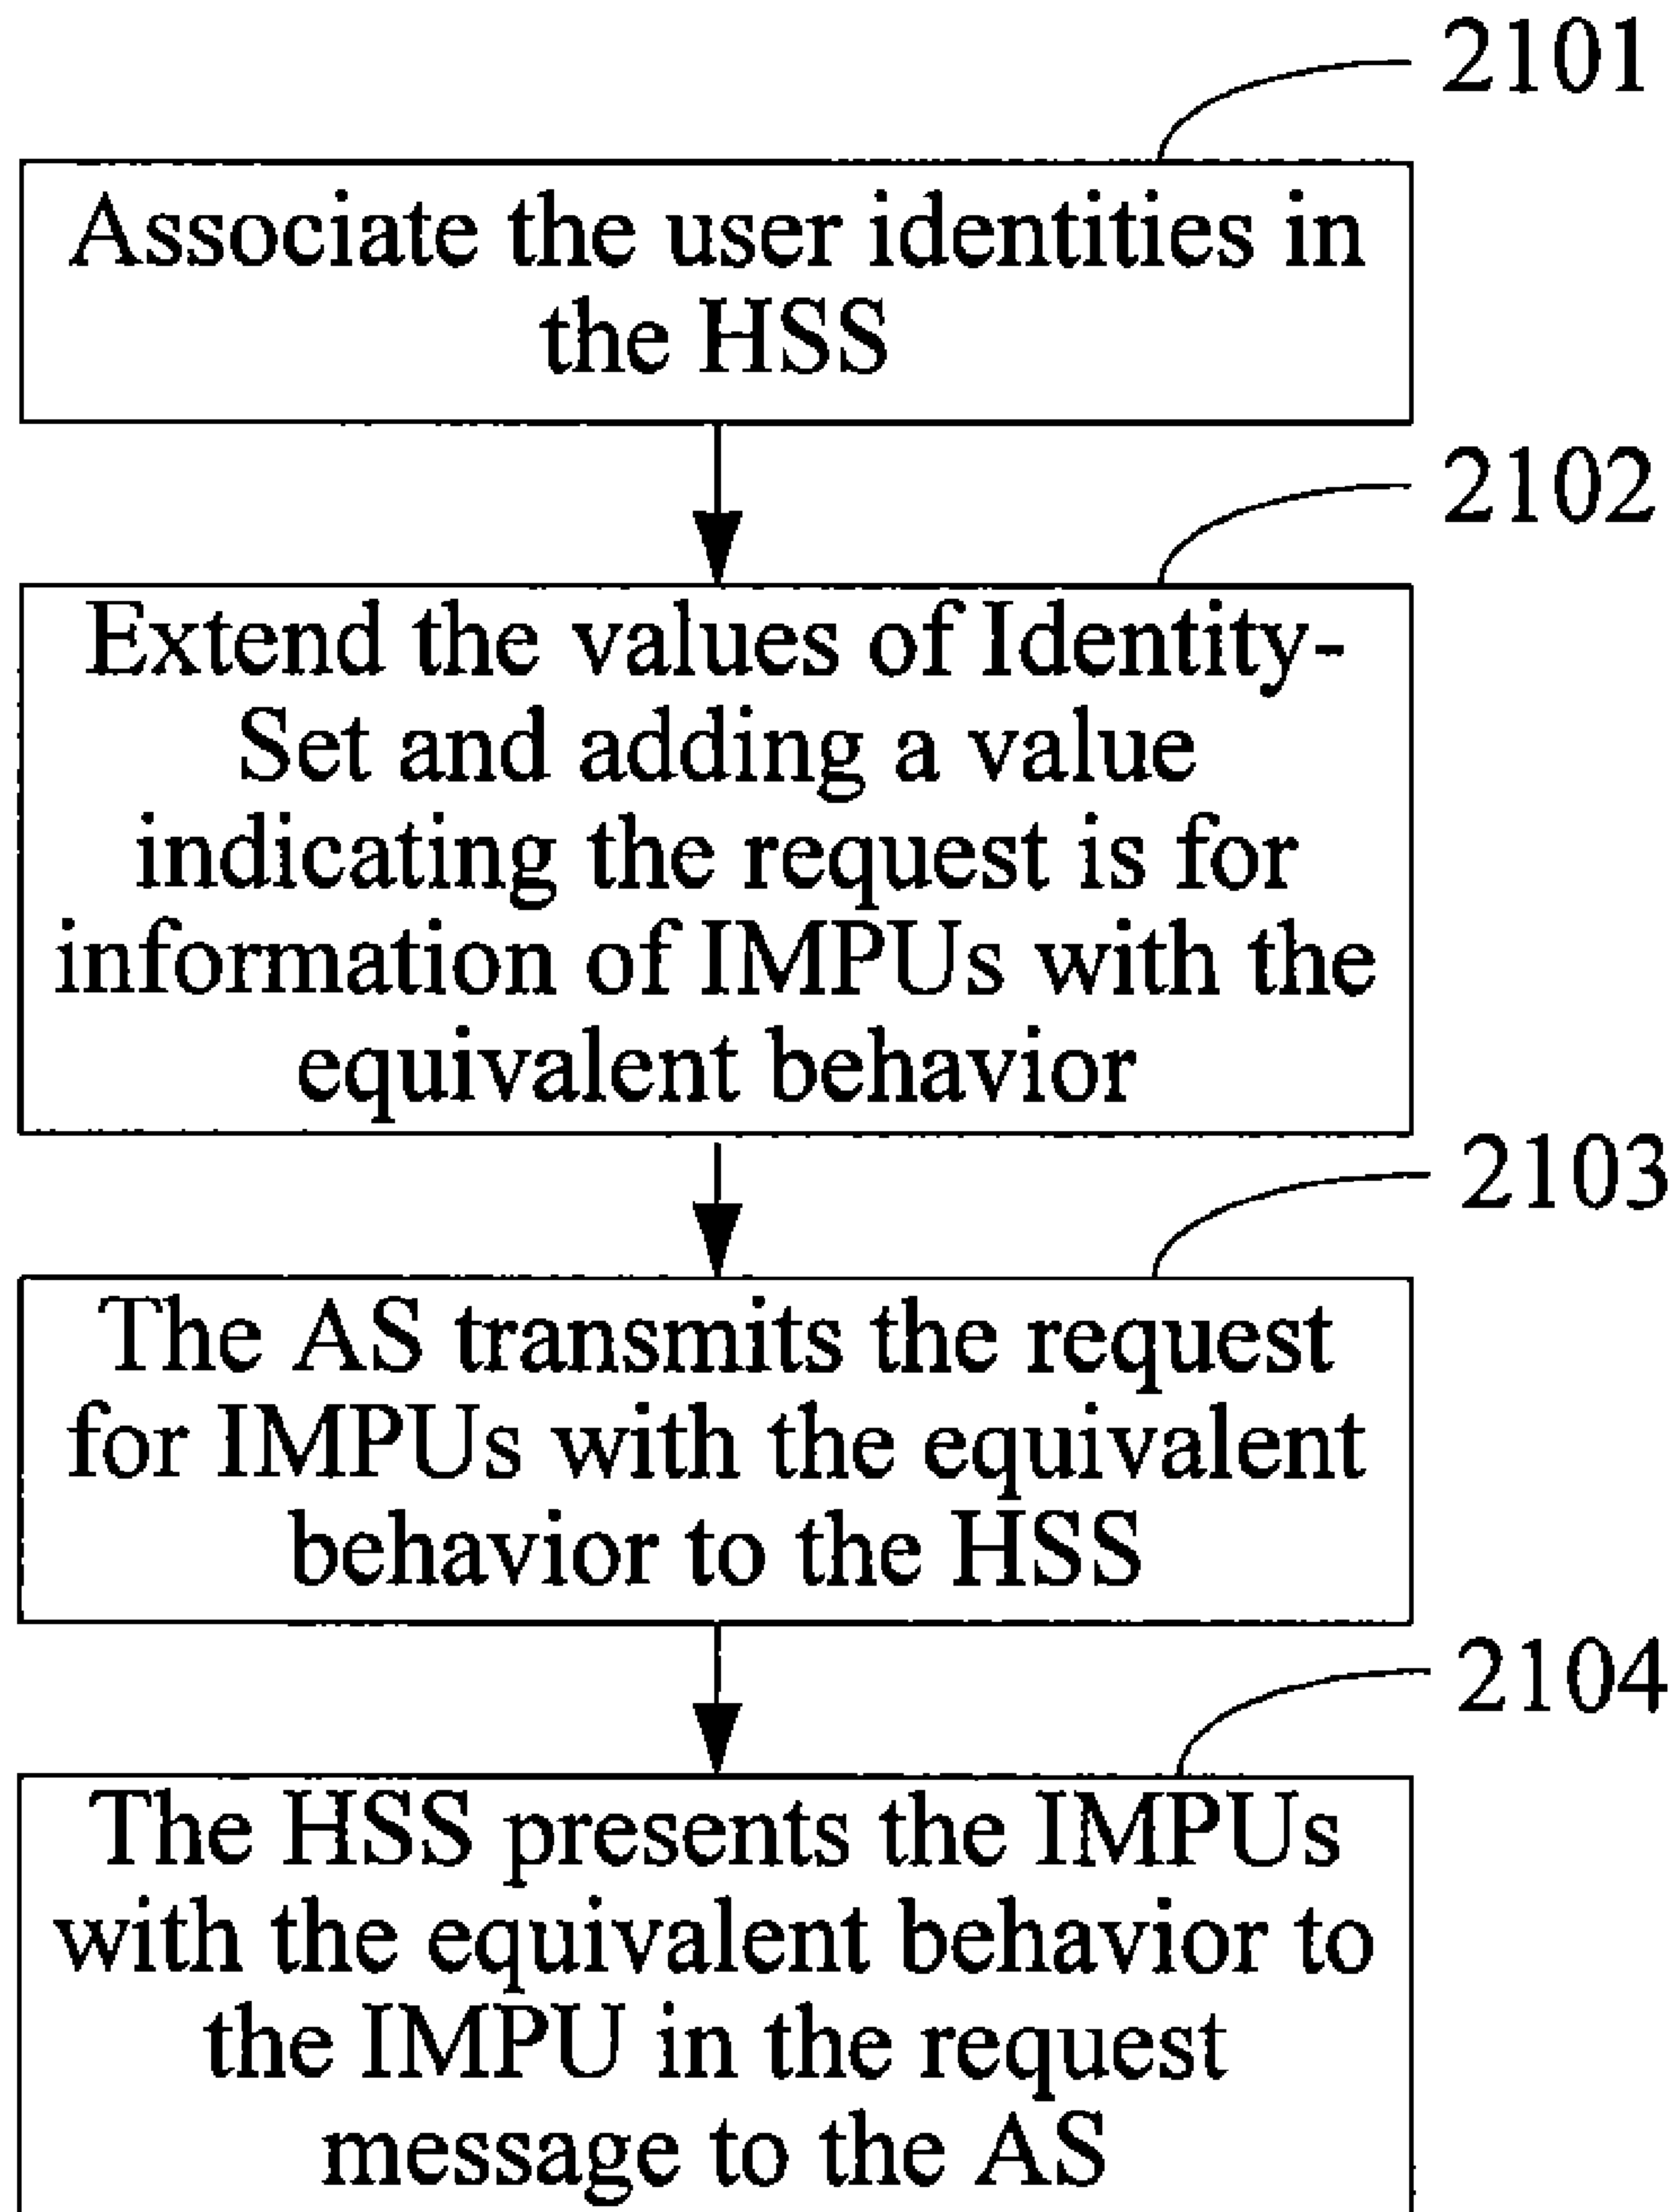 2101
Associate the user identities in
the HSS
2102
Extend the values of Identity-
Set and adding a value
indicating the request is for
information of IMPUs with the
equivalent behavior
2103
The AS transmits the request
for IMPUs with the equivalent
behavior to the HSS
2104
The HSS presents the IMPUs
with the equivalent behavior to
the IMPU in the request
message to the AS